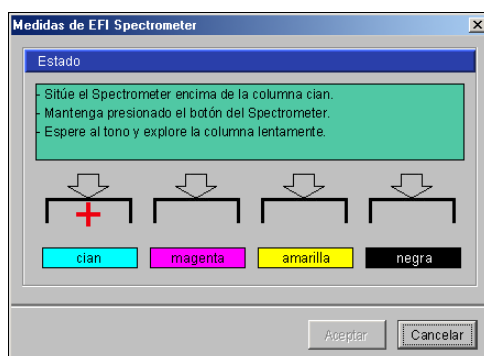 Medidas de EFI Spectrometer
Estado
- Sitúe el Spectrometer encima de la columna cian.
- Mantenga presionado el botón del Spectrometer.
- Espere al tono y explore la columna lentamente.
cian magenta amarilla negra
Aceptar Cancelar